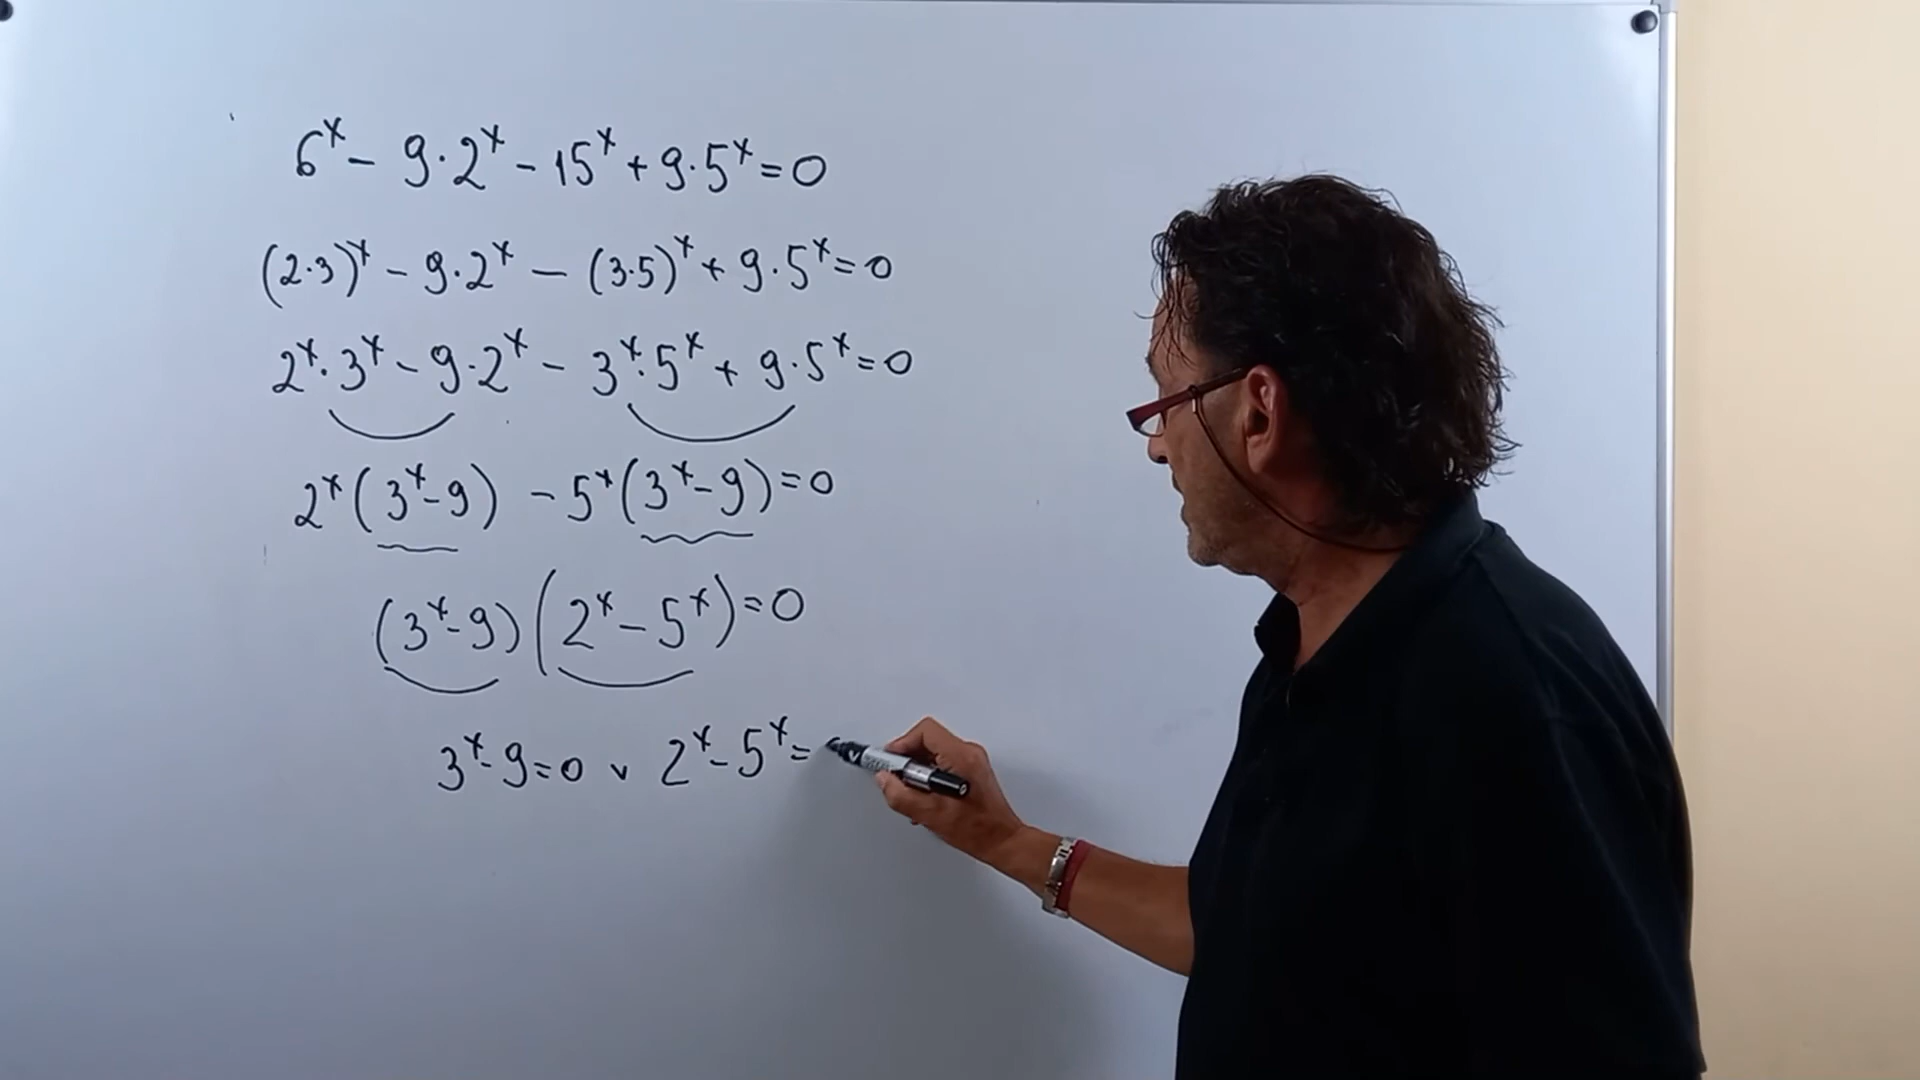 6ˣ - 9·2ˣ - 15ˣ + 9·5ˣ = 0
(2·3)ˣ - 9·2ˣ - (3·5)ˣ + 9·5ˣ = 0
2ˣ·3ˣ - 9·2ˣ - 3ˣ·5ˣ + 9·5ˣ = 0
2ˣ(3ˣ-9) - 5ˣ(3ˣ-9) = 0
(3ˣ-9)(2ˣ-5ˣ) = 0
3ˣ-9=0 ∨ 2ˣ-5ˣ=